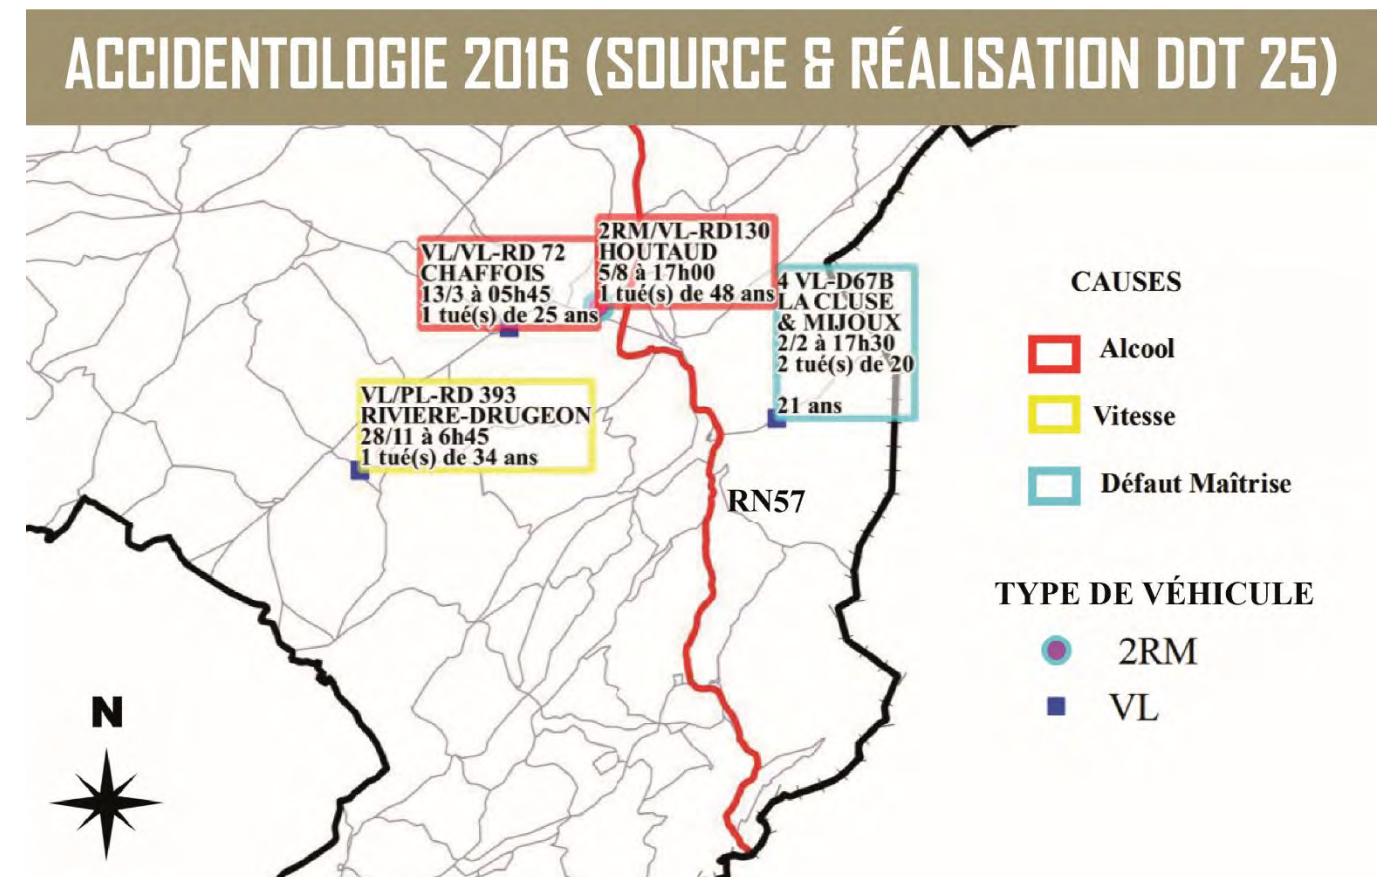 ACCIDENTOLOGIE 2016 (SOURCE & RÉALISATION DDT 25)
VL/VL-RD 72
CHAFFOIS
13/3 à 05h45
1 tué(s) de 25 ans
2RM/VL-RD130
HOUTAUD
5/8 à 17h00
1 tué(s) de 48 ans
4 VL-D67B
LA CLUSE
& MIJOUX
2/2 à 17h30
2 tué(s) de 20
21 ans
VL/PL-RD 393
RIVIERE-DRUGEON
28/11 à 6h45
1 tué(s) de 34 ans
RN57
CAUSES
Alcool
Vitesse
Défaut Maîtrise
TYPE DE VÉHICULE
2RM
VL
N